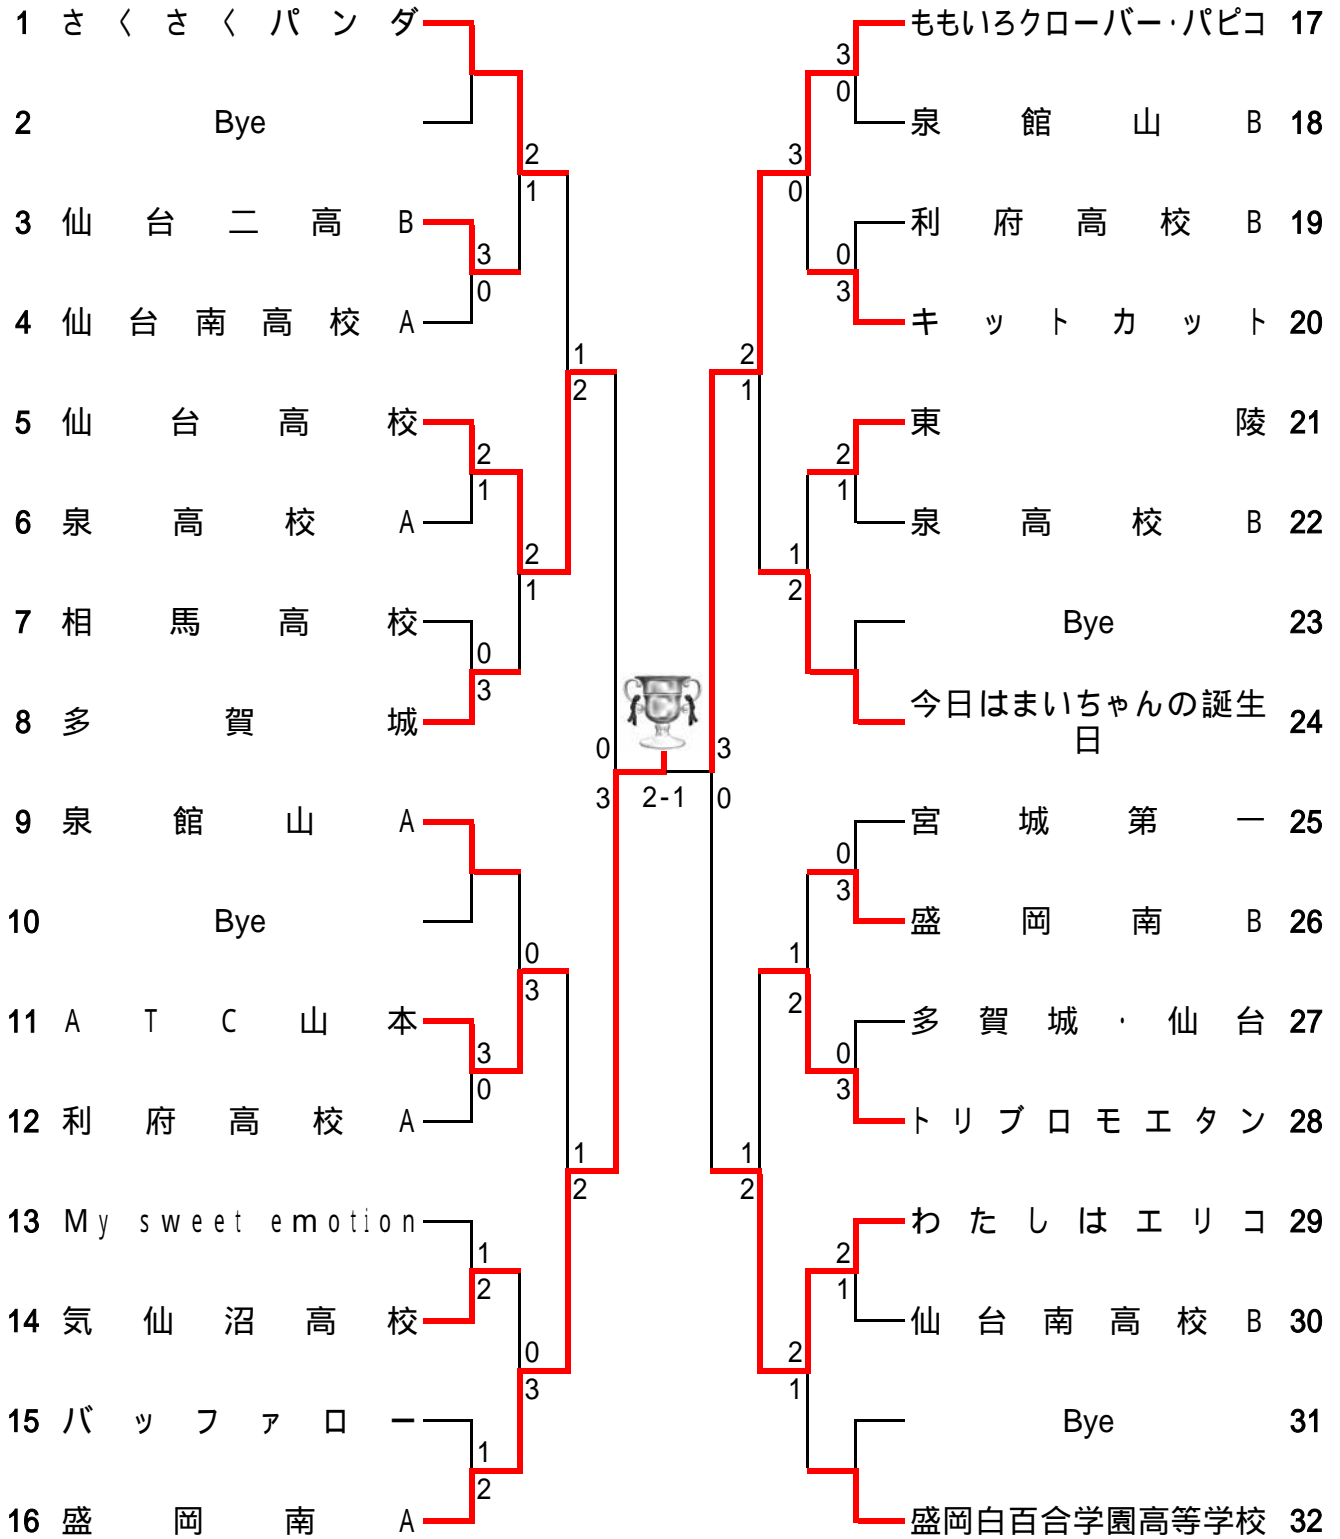 1 さくさくパンダ
2 Bye
2
1
3 仙台二高B
3
0
4 仙台南高校A
1
2
5 仙台高校
2
1
6 泉高校A
2
1
7 相馬高校
0
3
8 多賀城
0
3
9 泉館山A
10 Bye
0
3
11 ATC山本
3
0
12 利府高校A
1
2
13 My sweet emotion
1
2
14 気仙沼高校
0
3
15 バッファロー
1
2
16 盛岡南A
2-1
ももいろクローバー・パピコ 17
3
0
泉館山B 18
3
0
利府高校B 19
0
3
キットカット 20
2
1
東陵 21
2
1
泉高校B 22
1
2
Bye 23
今日はまいちゃんの誕生
日 24
3
0
宮城第一 25
0
3
盛岡南B 26
1
2
多賀城・仙台 27
0
3
トリブロモエタン 28
1
2
わたしはエリコ 29
2
1
仙台南高校B 30
2
1
Bye 31
盛岡白百合学園高等学校 32